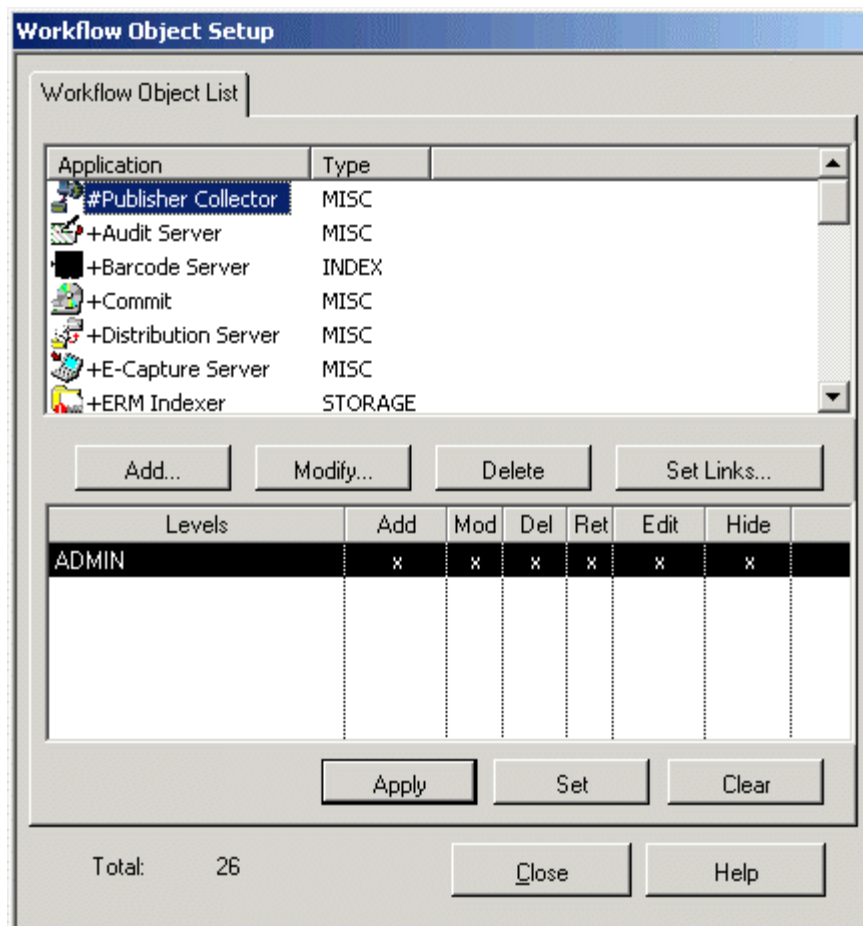 Workflow Object Setup
Workflow Object List
Application Type
#Publisher Collector MISC
+Audit Server MISC
+Barcode Server INDEX
+Commit MISC
+Distribution Server MISC
+E-Capture Server MISC
+ERM Indexer STORAGE
Add... Modify... Delete Set Links...
Levels Add Mod Del Ret Edit Hide
ADMIN x x x x x x
Apply Set Clear
Total: 26 Close Help